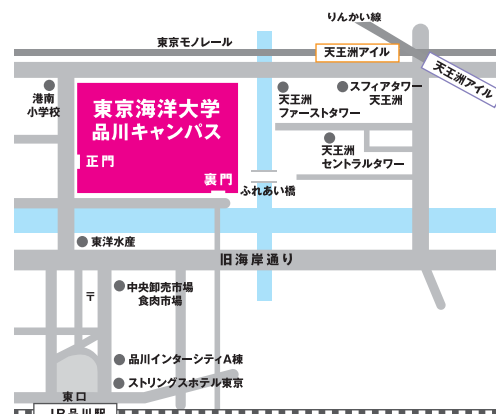 りんかい線
東京モノレール
天王洲アイル
天王洲アイル
港南
小学校
東京海洋大学
品川キャンパス
正門
裏門
天王洲
ファーストタワー
スフィアタワー
天王洲
天王洲
セントラルタワー
ふれあい橋
東洋水産
旧海岸通り
〒
中央卸売市場
食肉市場
品川インターシティA棟
ストリングスホテル東京
東口
JR品川駅